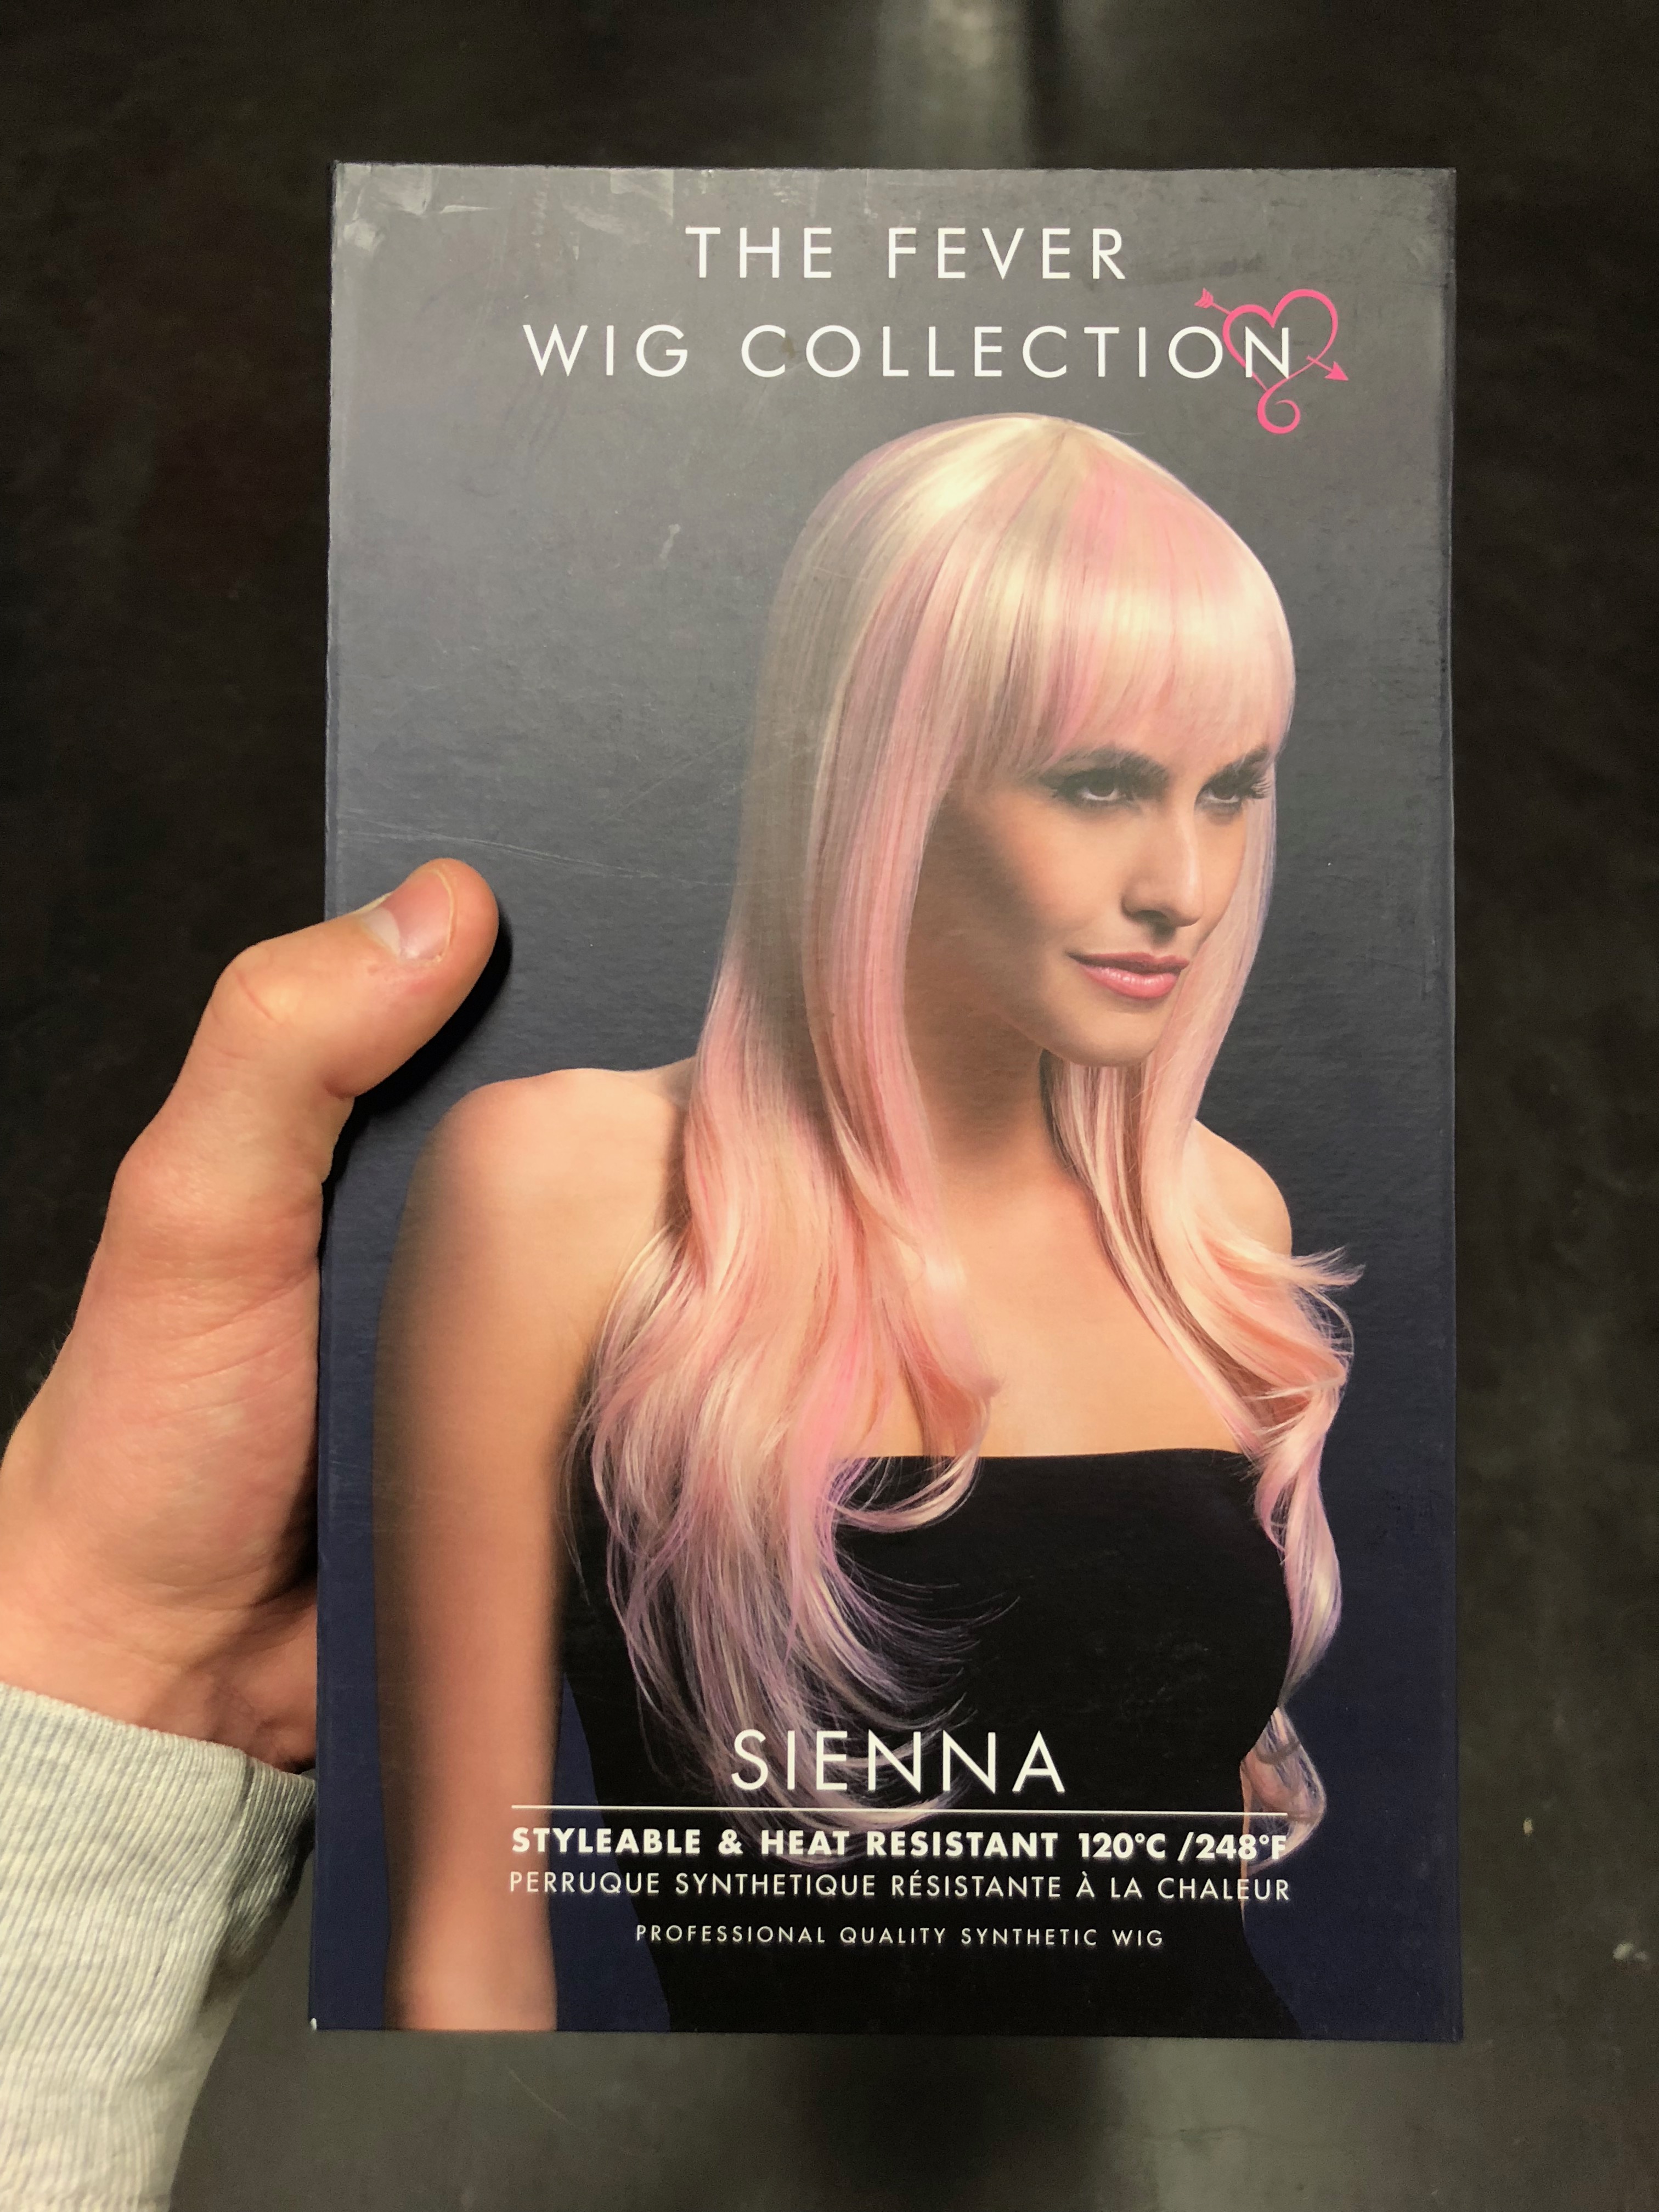 THE FEVER
WIG COLLECTION
SIENNA
STYLEABLE & HEAT RESISTANT 120°C /248°F
PERRUQUE SYNTHETIQUE RÉSISTANTE À LA CHALEUR
PROFESSIONAL QUALITY SYNTHETIC WIG